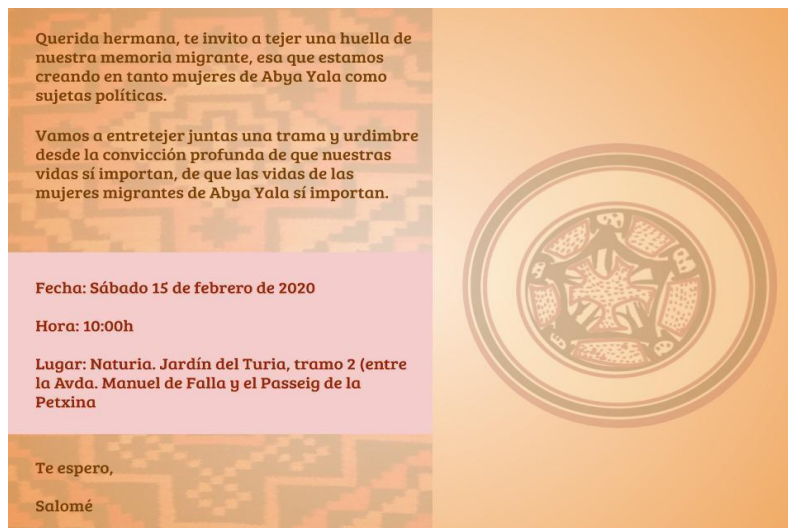 Querida hermana, te invito a tejer una huella de
nuestra memoria migrante, esa que estamos
creando en tanto mujeres de Abya Yala como
sujetas políticas.
Vamos a entretejer juntas una trama y urdimbre
desde la convicción profunda de que nuestras
vidas sí importan, de que las vidas de las
mujeres migrantes de Abya Yala sí importan.
Fecha: Sábado 15 de febrero de 2020
Hora: 10:00h
Lugar: Naturia. Jardín del Turia, tramo 2 (entre
la Avda. Manuel de Falla y el Passeig de la
Petxina
Te espero,
Salomé